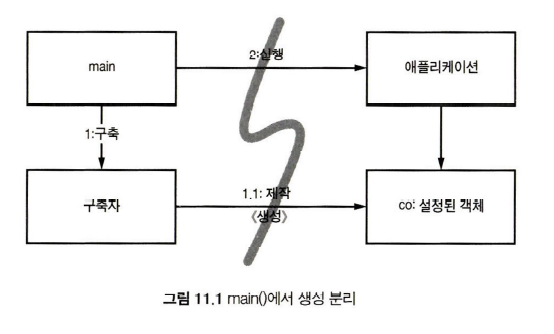 2:실행
main
애플리케이션
1:구축
1.1: 제작
구축자
《생성》
co: 설정된 객체
그림 11.1 main()에서 생성 분리